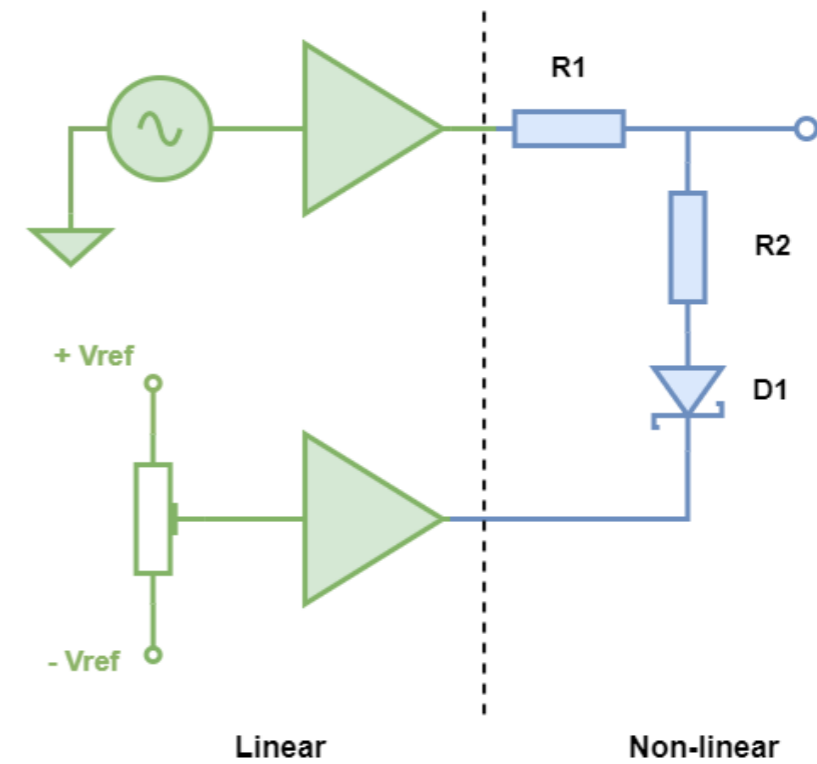 R1
R2
+ Vref
D1
- Vref
Linear
Non-linear